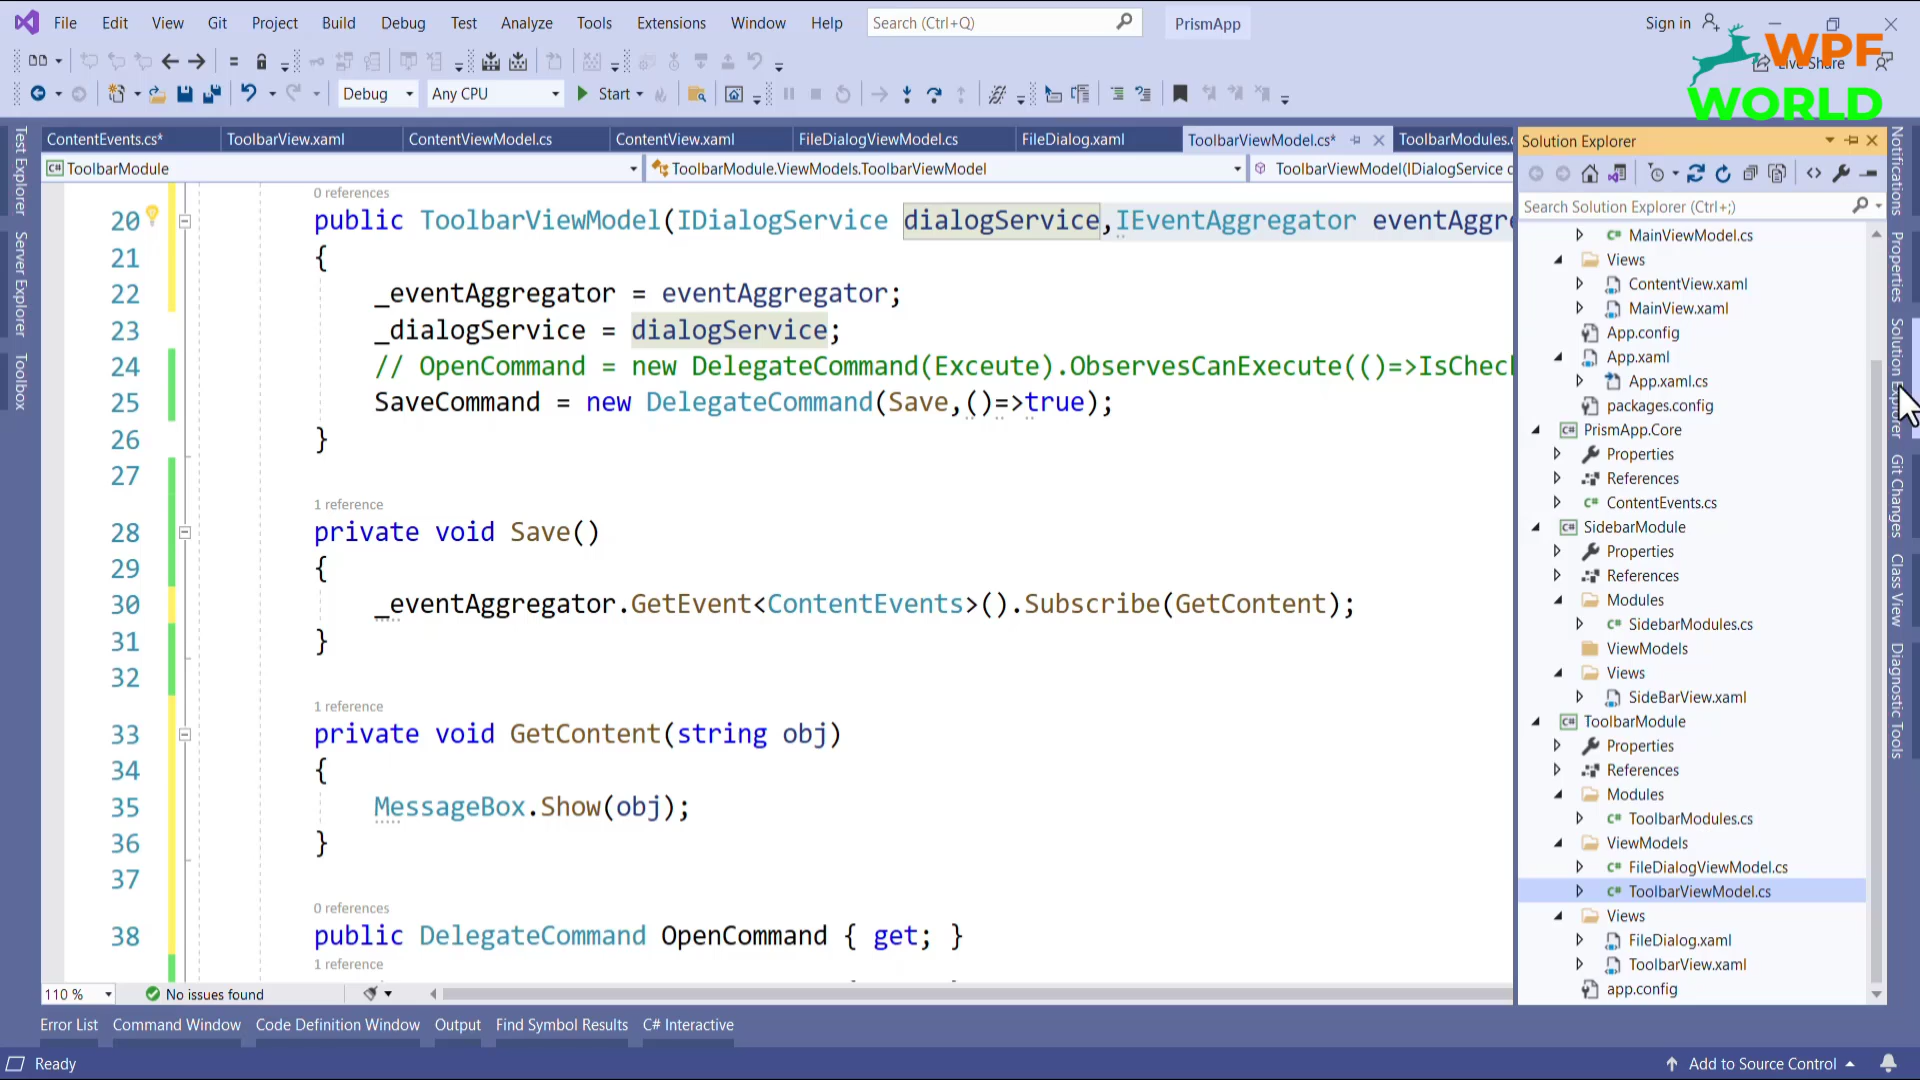 File Edit View Git Project Build Debug Test Analyze Tools Extensions Window Help Search (Ctrl+Q) PrismApp Sign in
WPF
Live Share
WORLD
Debug Any CPU Start
ContentEvents.cs* ToolbarView.xaml ContentViewModel.cs ContentView.xaml FileDialogViewModel.cs FileDialog.xaml ToolbarViewModel.cs* ToolbarModules.c
ToolbarModule ToolbarModule.ViewModels.ToolbarViewModel ToolbarViewModel(IDialogService d
0 references
20 public ToolbarViewModel(IDialogService dialogService,IEventAggregator eventAggre
21 {
22 _eventAggregator = eventAggregator;
23 _dialogService = dialogService;
24 // OpenCommand = new DelegateCommand(Exceute).ObservesCanExecute(()=>IsChec
25 SaveCommand = new DelegateCommand(Save,()=>true);
26 }
27
1 reference
28 private void Save()
29 {
30 _eventAggregator.GetEvent<ContentEvents>().Subscribe(GetContent);
31 }
32
1 reference
33 private void GetContent(string obj)
34 {
35 MessageBox.Show(obj);
36 }
37
0 references
38 public DelegateCommand OpenCommand { get; }
1 reference
110 % No issues found
Error List Command Window Code Definition Window Output Find Symbol Results C# Interactive
Ready Add to Source Control
Test Explorer
Server Explorer
Toolbox
Solution Explorer
Search Solution Explorer (Ctrl+;)
MainViewModel.cs
Views
ContentView.xaml
MainView.xaml
App.config
App.xaml
App.xaml.cs
packages.config
PrismApp.Core
Properties
References
ContentEvents.cs
SidebarModule
Properties
References
Modules
SidebarModules.cs
ViewModels
Views
SideBarView.xaml
ToolbarModule
Properties
References
Modules
ToolbarModules.cs
ViewModels
FileDialogViewModel.cs
ToolbarViewModel.cs
Views
FileDialog.xaml
ToolbarView.xaml
app.config
Notifications
Properties
Solution Explorer
Git Changes
Class View
Diagnostic Tools